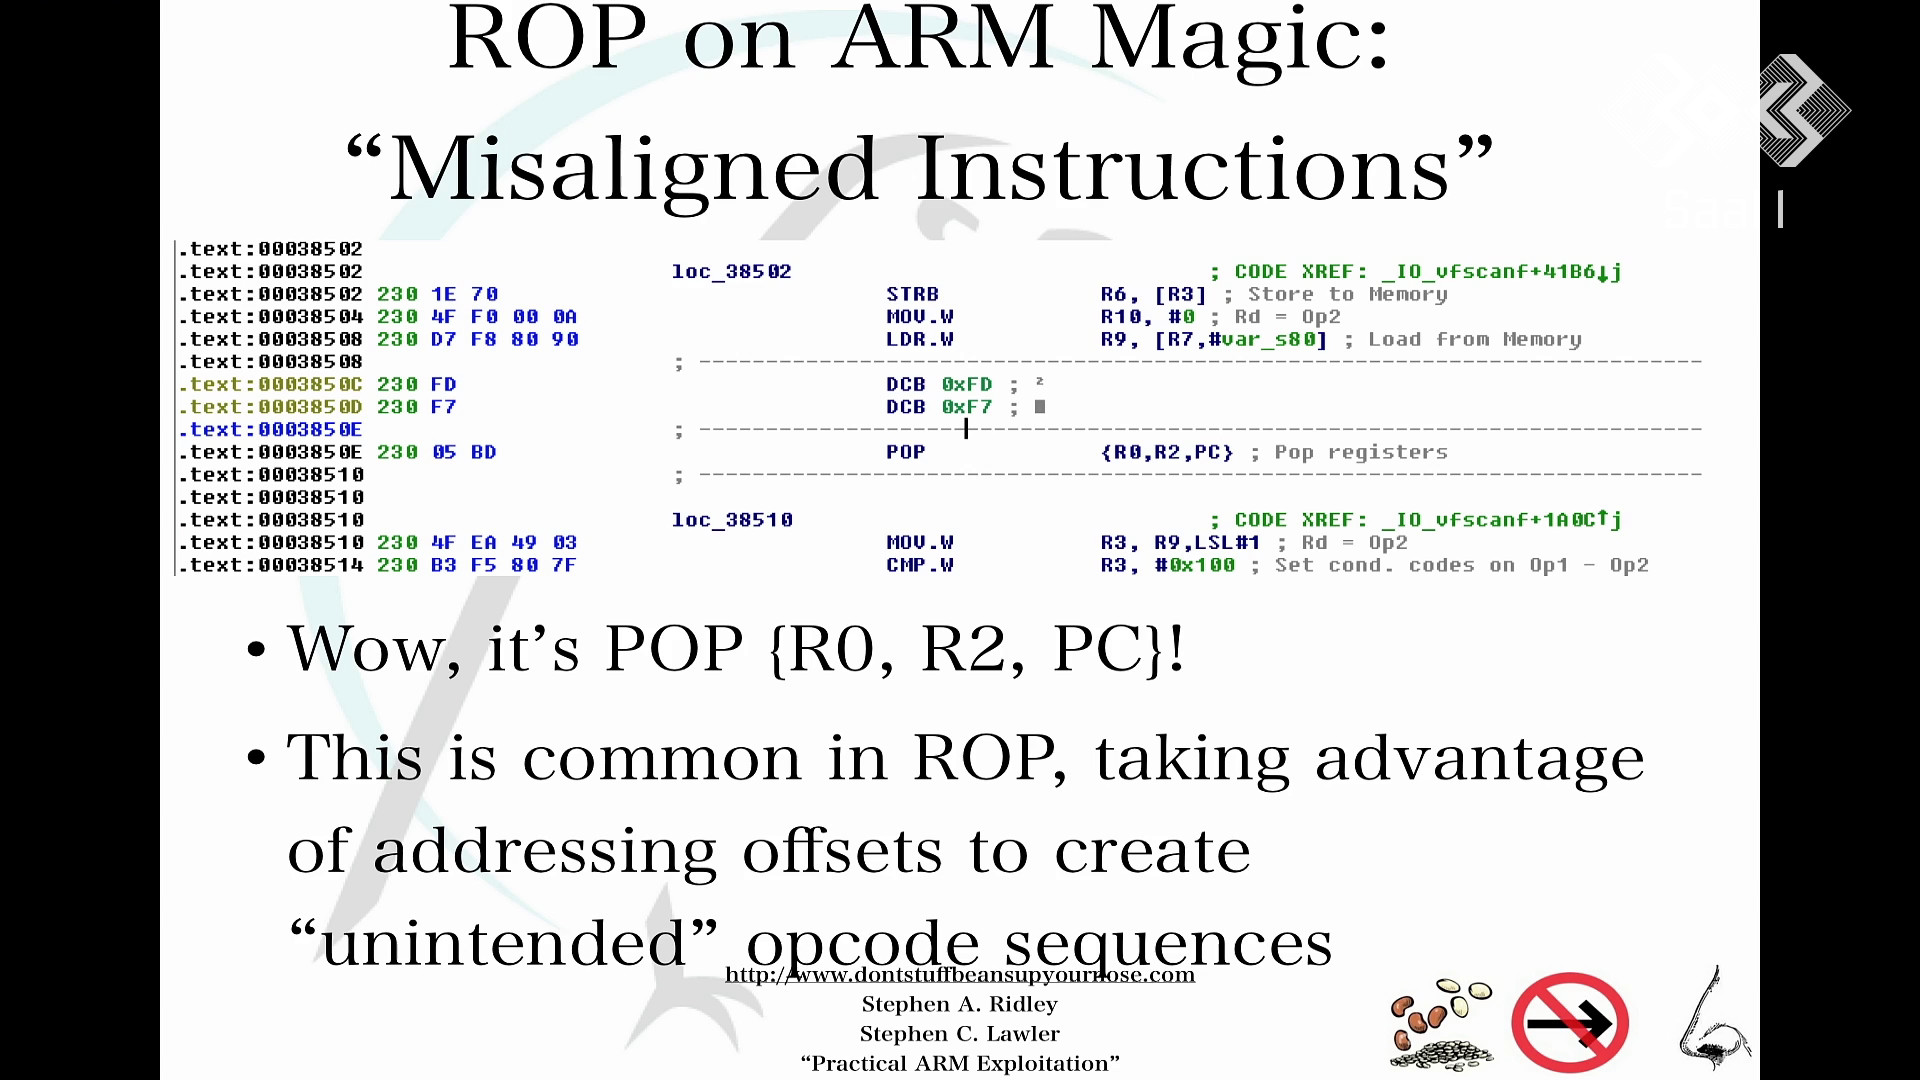 ROP on ARM Magic:
“Misaligned Instructions”
.text:00038502
.text:00038502 loc_38502 ; CODE XREF: _IO_vfscanf+41B6↓j
.text:00038502 230 1E 70 STRB R6, [R3] ; Store to Memory
.text:00038504 230 4F F0 00 0A MOV.W R10, #0 ; Rd = Op2
.text:00038508 230 D7 F8 80 90 LDR.W R9, [R7,#var_s80] ; Load from Memory
.text:00038508 ; ---------------------------------------------------------------------------
.text:0003850C 230 FD DCB 0xFD ; ²
.text:0003850D 230 F7 DCB 0xF7 ; ■
.text:0003850E ; ---------------------------------------------------------------------------
.text:0003850E 230 05 BD POP {R0,R2,PC} ; Pop registers
.text:00038510 ; ---------------------------------------------------------------------------
.text:00038510
.text:00038510 loc_38510 ; CODE XREF: _IO_vfscanf+1A0C↑j
.text:00038510 230 4F EA 49 03 MOV.W R3, R9,LSL#1 ; Rd = Op2
.text:00038514 230 B3 F5 80 7F CMP.W R3, #0x100 ; Set cond. codes on Op1 - Op2
• Wow, it’s POP {R0, R2, PC}!
• This is common in ROP, taking advantage
of addressing offsets to create
“unintended” opcode sequences
http://www.dontstuffbeansupyournose.com
Stephen A. Ridley
Stephen C. Lawler
“Practical ARM Exploitation”
Saal 1